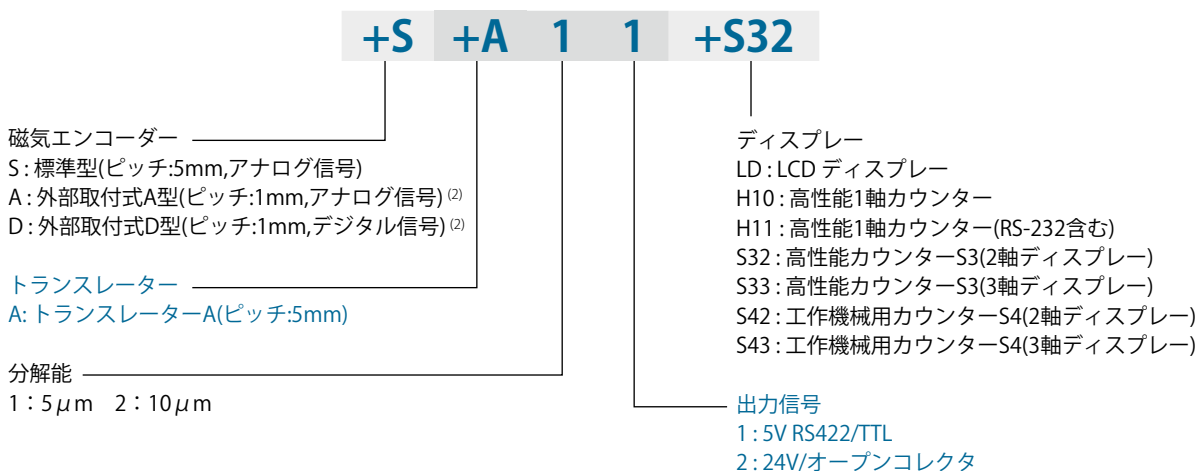 +S +A 1 1 +S32
磁気エンコーダー
S : 標準型(ピッチ:5mm,アナログ信号)
A : 外部取付式A型(ピッチ:1mm,アナログ信号) (2)
D : 外部取付式D型(ピッチ:1mm,デジタル信号) (2)
トランスレーター
A: トランスレーターA(ピッチ:5mm)
分解能
1：5μm 2：10μm
ディスプレー
LD : LCD ディスプレー
H10 : 高性能1軸カウンター
H11 : 高性能1軸カウンター(RS-232含む)
S32 : 高性能カウンターS3(2軸ディスプレー)
S33 : 高性能カウンターS3(3軸ディスプレー)
S42 : 工作機械用カウンターS4(2軸ディスプレー)
S43 : 工作機械用カウンターS4(3軸ディスプレー)
出力信号
1 : 5V RS422/TTL
2 : 24V/オープンコレクタ